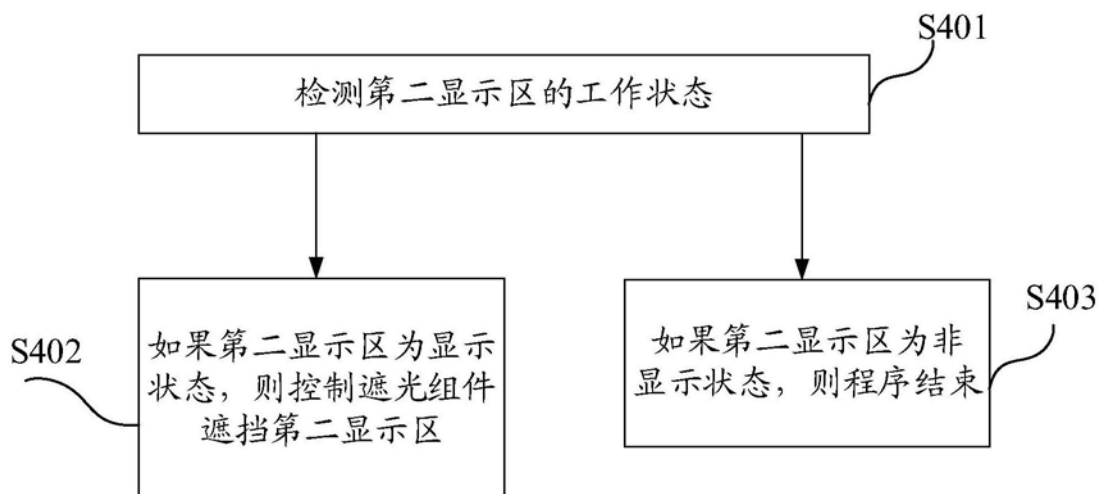 S401
检测第二显示区的工作状态
S402
如果第二显示区为显示
状态，则控制遮光组件
遮挡第二显示区
S403
如果第二显示区为非
显示状态，则程序结束